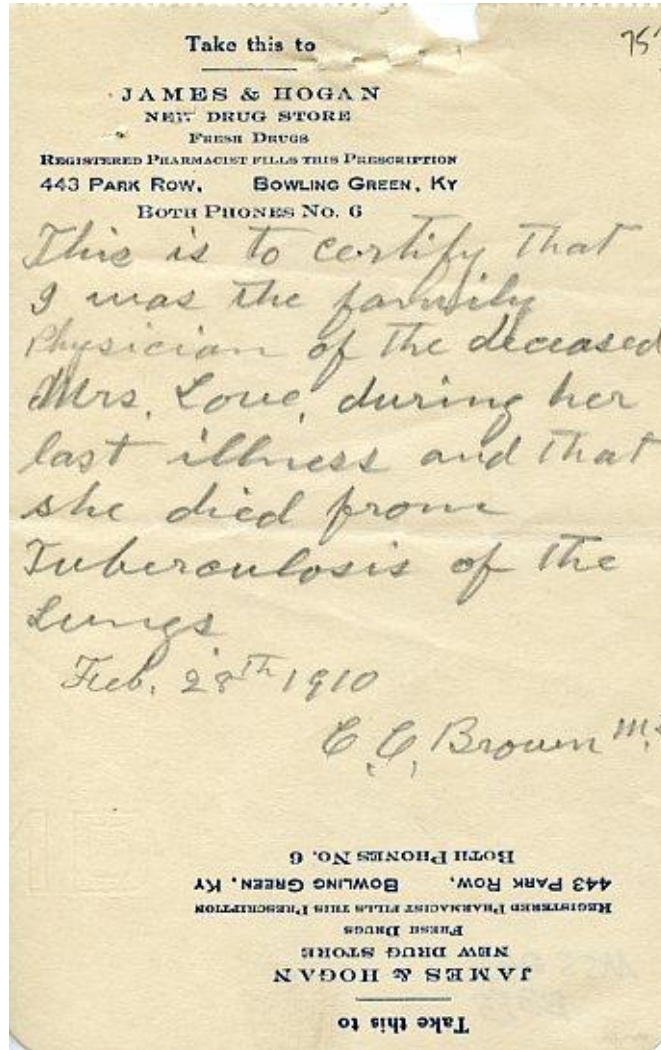 Take this to
75
JAMES & HOGAN
NEW DRUG STORE
FRESH DRUGS
REGISTERED PHARMACIST FILLS THIS PRESCRIPTION
443 PARK ROW, BOWLING GREEN, KY
BOTH PHONES NO. 6
This is to certify that
I was the family
Physician of the deceased
Mrs. Love, during her
last illness and that
she died from
Tuberculosis of the
Lungs.
Feb. 28th 1910
C. C. Brown M.
BOTH PHONES NO. 6
443 PARK ROW, BOWLING GREEN, KY
REGISTERED PHARMACIST FILLS THIS PRESCRIPTION
FRESH DRUGS
NEW DRUG STORE
JAMES & HOGAN
Take this to